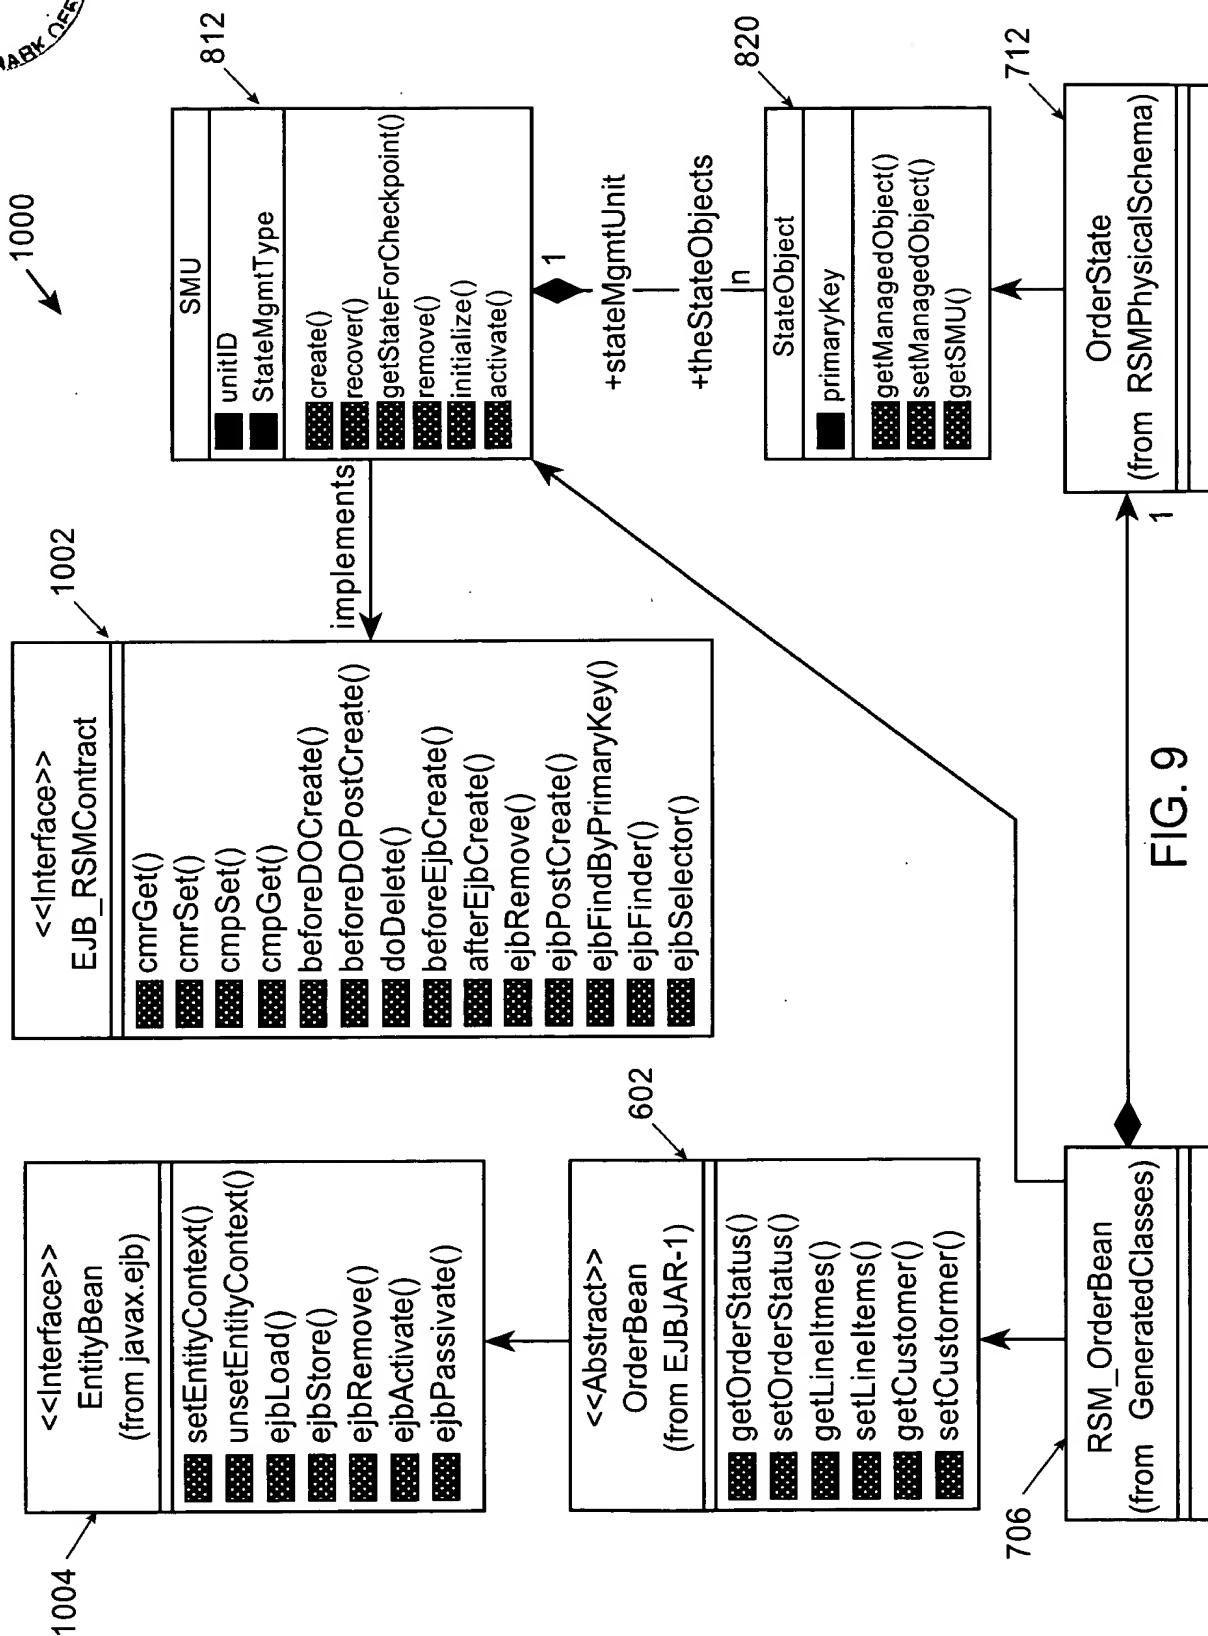 MARK OFF
1000
1004
<<Interface>>
EntityBean
(from javax.ejb)
setEntityContext()
unsetEntityContext()
ejbLoad()
ejbStore()
ejbRemove()
ejbActivate()
ejbPassivate()
1002
<<Interface>>
EJB_RSMContract
cmrGet()
cmrSet()
cmpSet()
cmpGet()
beforeDOCreate()
beforeDOPostCreate()
doDelete()
beforeEjbCreate()
afterEjbCreate()
ejbRemove()
ejbPostCreate()
ejbFindByPrimaryKey()
ejbFinder()
ejbSelector()
implements
812
SMU
unitID
StateMgmtType
create()
recover()
getStateForCheckpoint()
remove()
initialize()
activate()
1
+stateMgmtUnit
+theStateObjects
n
602
<<Abstract>>
OrderBean
(from EJBJAR-1)
getOrderStatus()
setOrderStatus()
getLineItmes()
setLineItems()
getCustomer()
setCustormer()
820
StateObject
primaryKey
getManagedObject()
setManagedObject()
getSMU()
706
RSM_OrderBean
(from GeneratedClasses)
1
712
OrderState
(from RSMPhysicalSchema)
FIG. 9